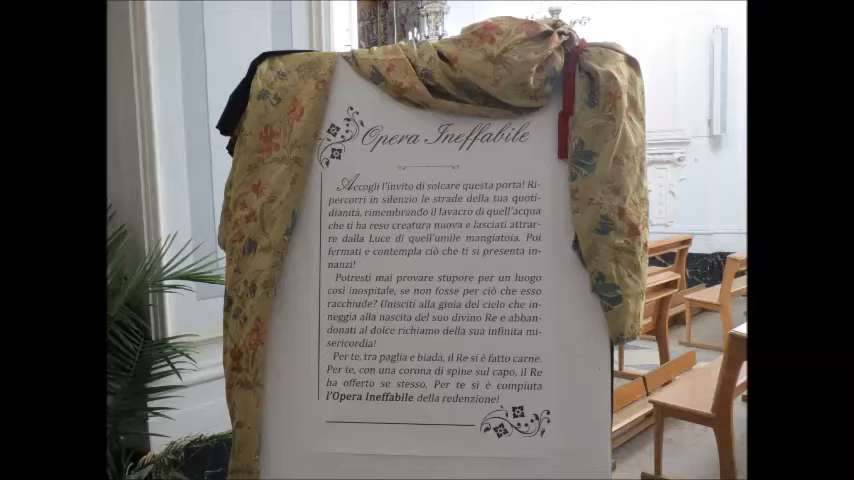 Opera Ineffabile
Accogli l'invito di solcare questa porta! Ri-
percorri in silenzio le strade della tua quoti-
dianità, rimembrando il lavacro di quell'acqua
che ti ha reso creatura nuova e lasciati attrar-
re dalla Luce di quell'umile mangiatoia. Poi
fermati e contempla ciò che ti si presenta in-
nanzi!
Potresti mai provare stupore per un luogo
così inospitale, se non fosse per ciò che esso
racchiude? Unisciti alla gioia del cielo che in-
neggia alla nascita del suo divino Re e abban-
donati al dolce richiamo della sua infinita mi-
sericordia!
Per te, tra paglia e biada, il Re si è fatto carne.
Per te, con una corona di spine sul capo, il Re
ha offerto se stesso. Per te si è compiuta
l'Opera Ineffabile della redenzione!